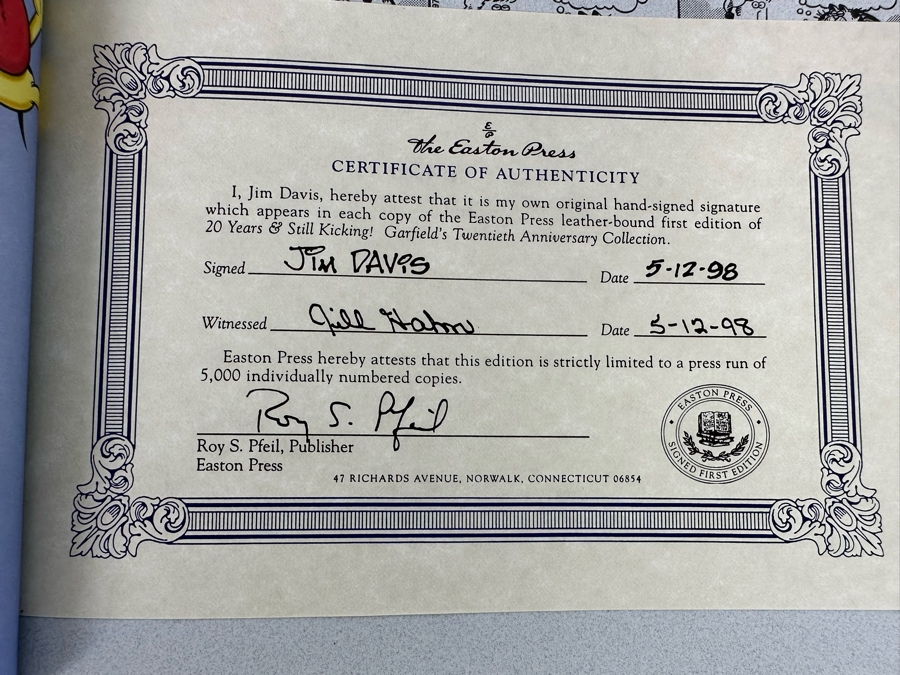 E
P
The Easton Press
CERTIFICATE OF AUTHENTICITY
I, Jim Davis, hereby attest that it is my own original hand-signed signature
which appears in each copy of the Easton Press leather-bound first edition of
20 Years & Still Kicking! Garfield's Twentieth Anniversary Collection.
Signed JIM DAVIS Date 5-12-98
Witnessed Jill Hahn Date 5-12-98
Easton Press hereby attests that this edition is strictly limited to a press run of
5,000 individually numbered copies.
Roy S. Pfeil
Roy S. Pfeil, Publisher
Easton Press
EASTON PRESS
SIGNED FIRST EDITION
47 RICHARDS AVENUE, NORWALK, CONNECTICUT 06854